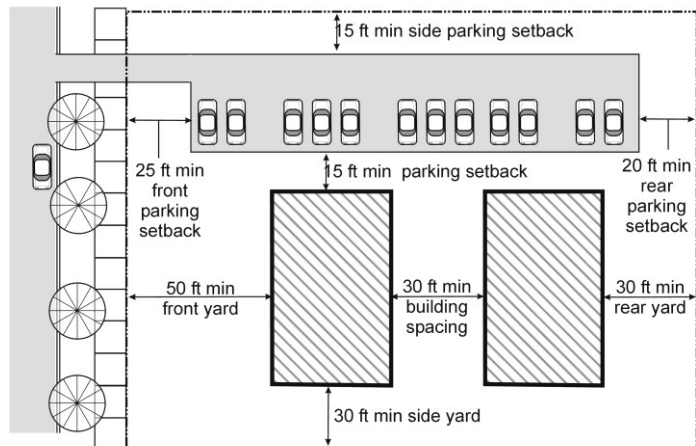 15 ft min side parking setback
25 ft min
front
parking
setback
15 ft min parking setback
20 ft min
rear
parking
setback
50 ft min
front yard
30 ft min
building
spacing
30 ft min
rear yard
30 ft min side yard